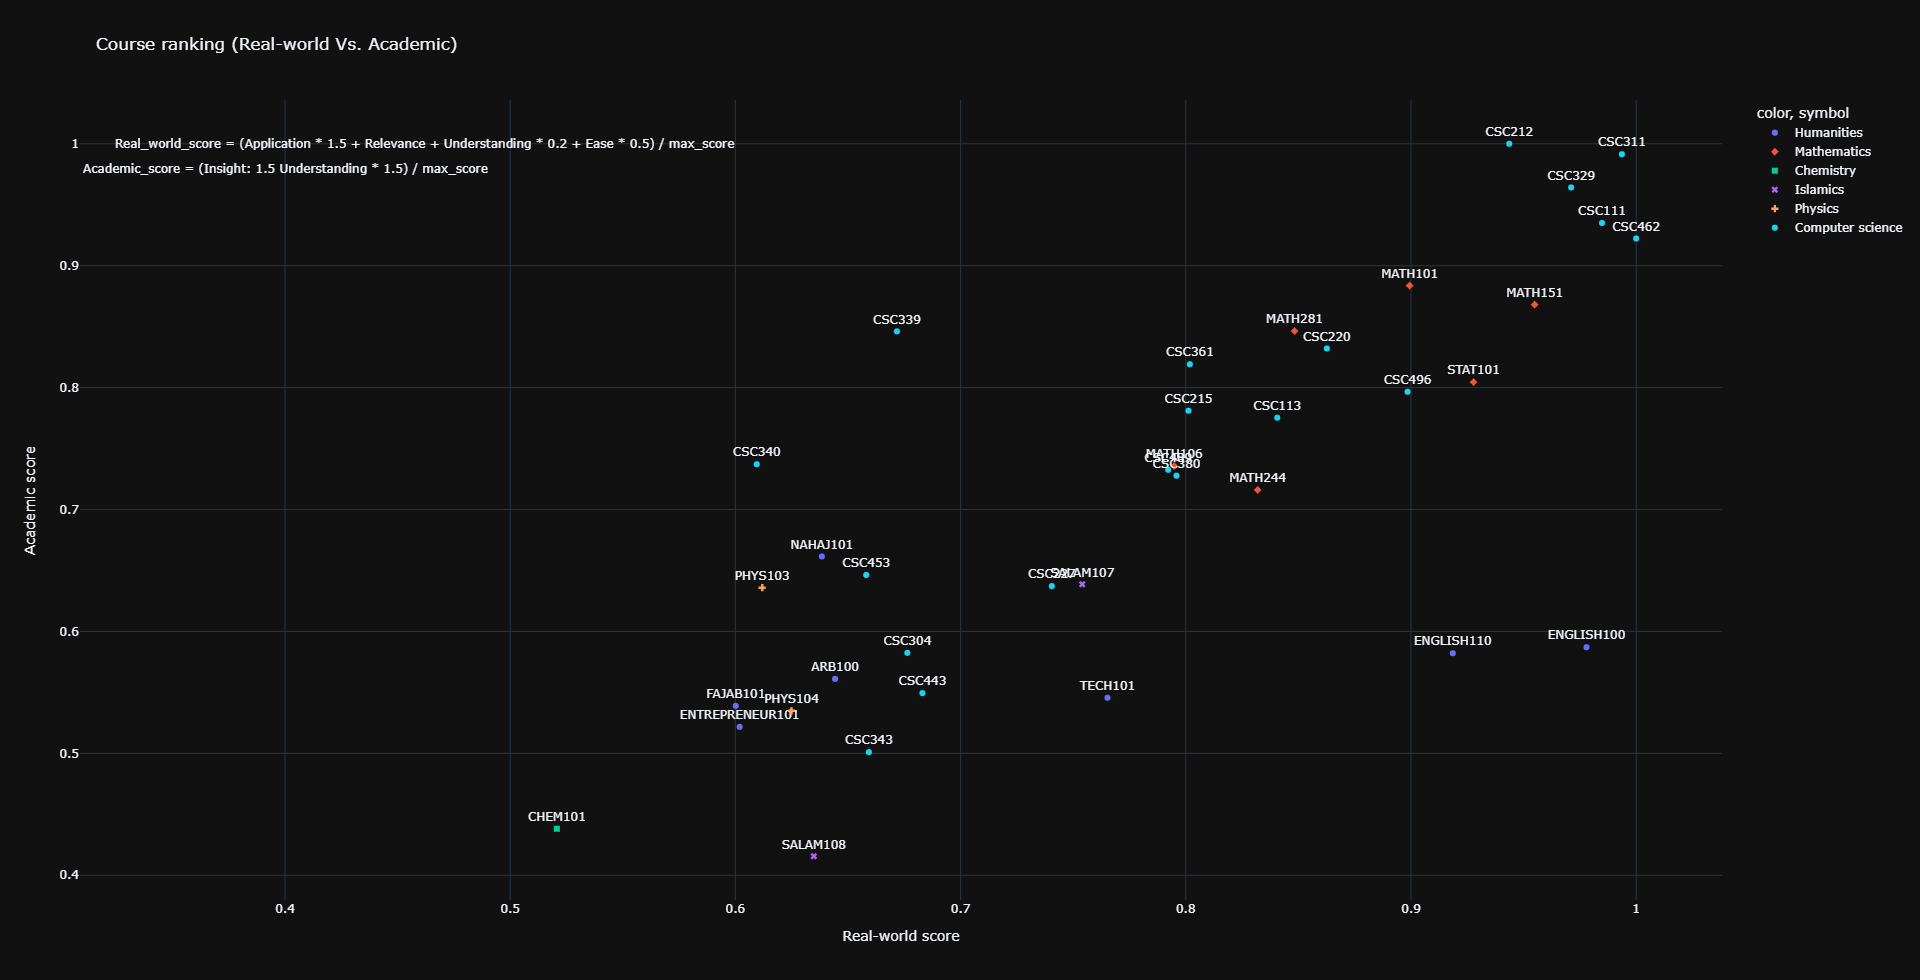 Course ranking (Real-world Vs. Academic)
color, symbol
Humanities
Mathematics
Chemistry
Islamics
Physics
Computer science
Real_world_score = (Application * 1.5 + Relevance + Understanding * 0.2 + Ease * 0.5) / max_score
Academic_score = (Insight: 1.5 Understanding * 1.5) / max_score
CSC212
CSC311
CSC329
CSC111
CSC462
MATH101
MATH151
CSC339
MATH281
CSC220
CSC361
STAT101
CSC496
CSC215
CSC113
CSC340
MATH106
CSC380
MATH244
NAHAJ101
CSC453
PHYS103
SALAM107
CSC304
ENGLISH110
ENGLISH100
ARB100
CSC443
TECH101
FAJAB101
PHYS104
ENTREPRENEUR101
CSC343
CHEM101
SALAM108
1
0.9
0.8
0.7
0.6
0.5
0.4
Academic score
0.4
0.5
0.6
0.7
0.8
0.9
1
Real-world score